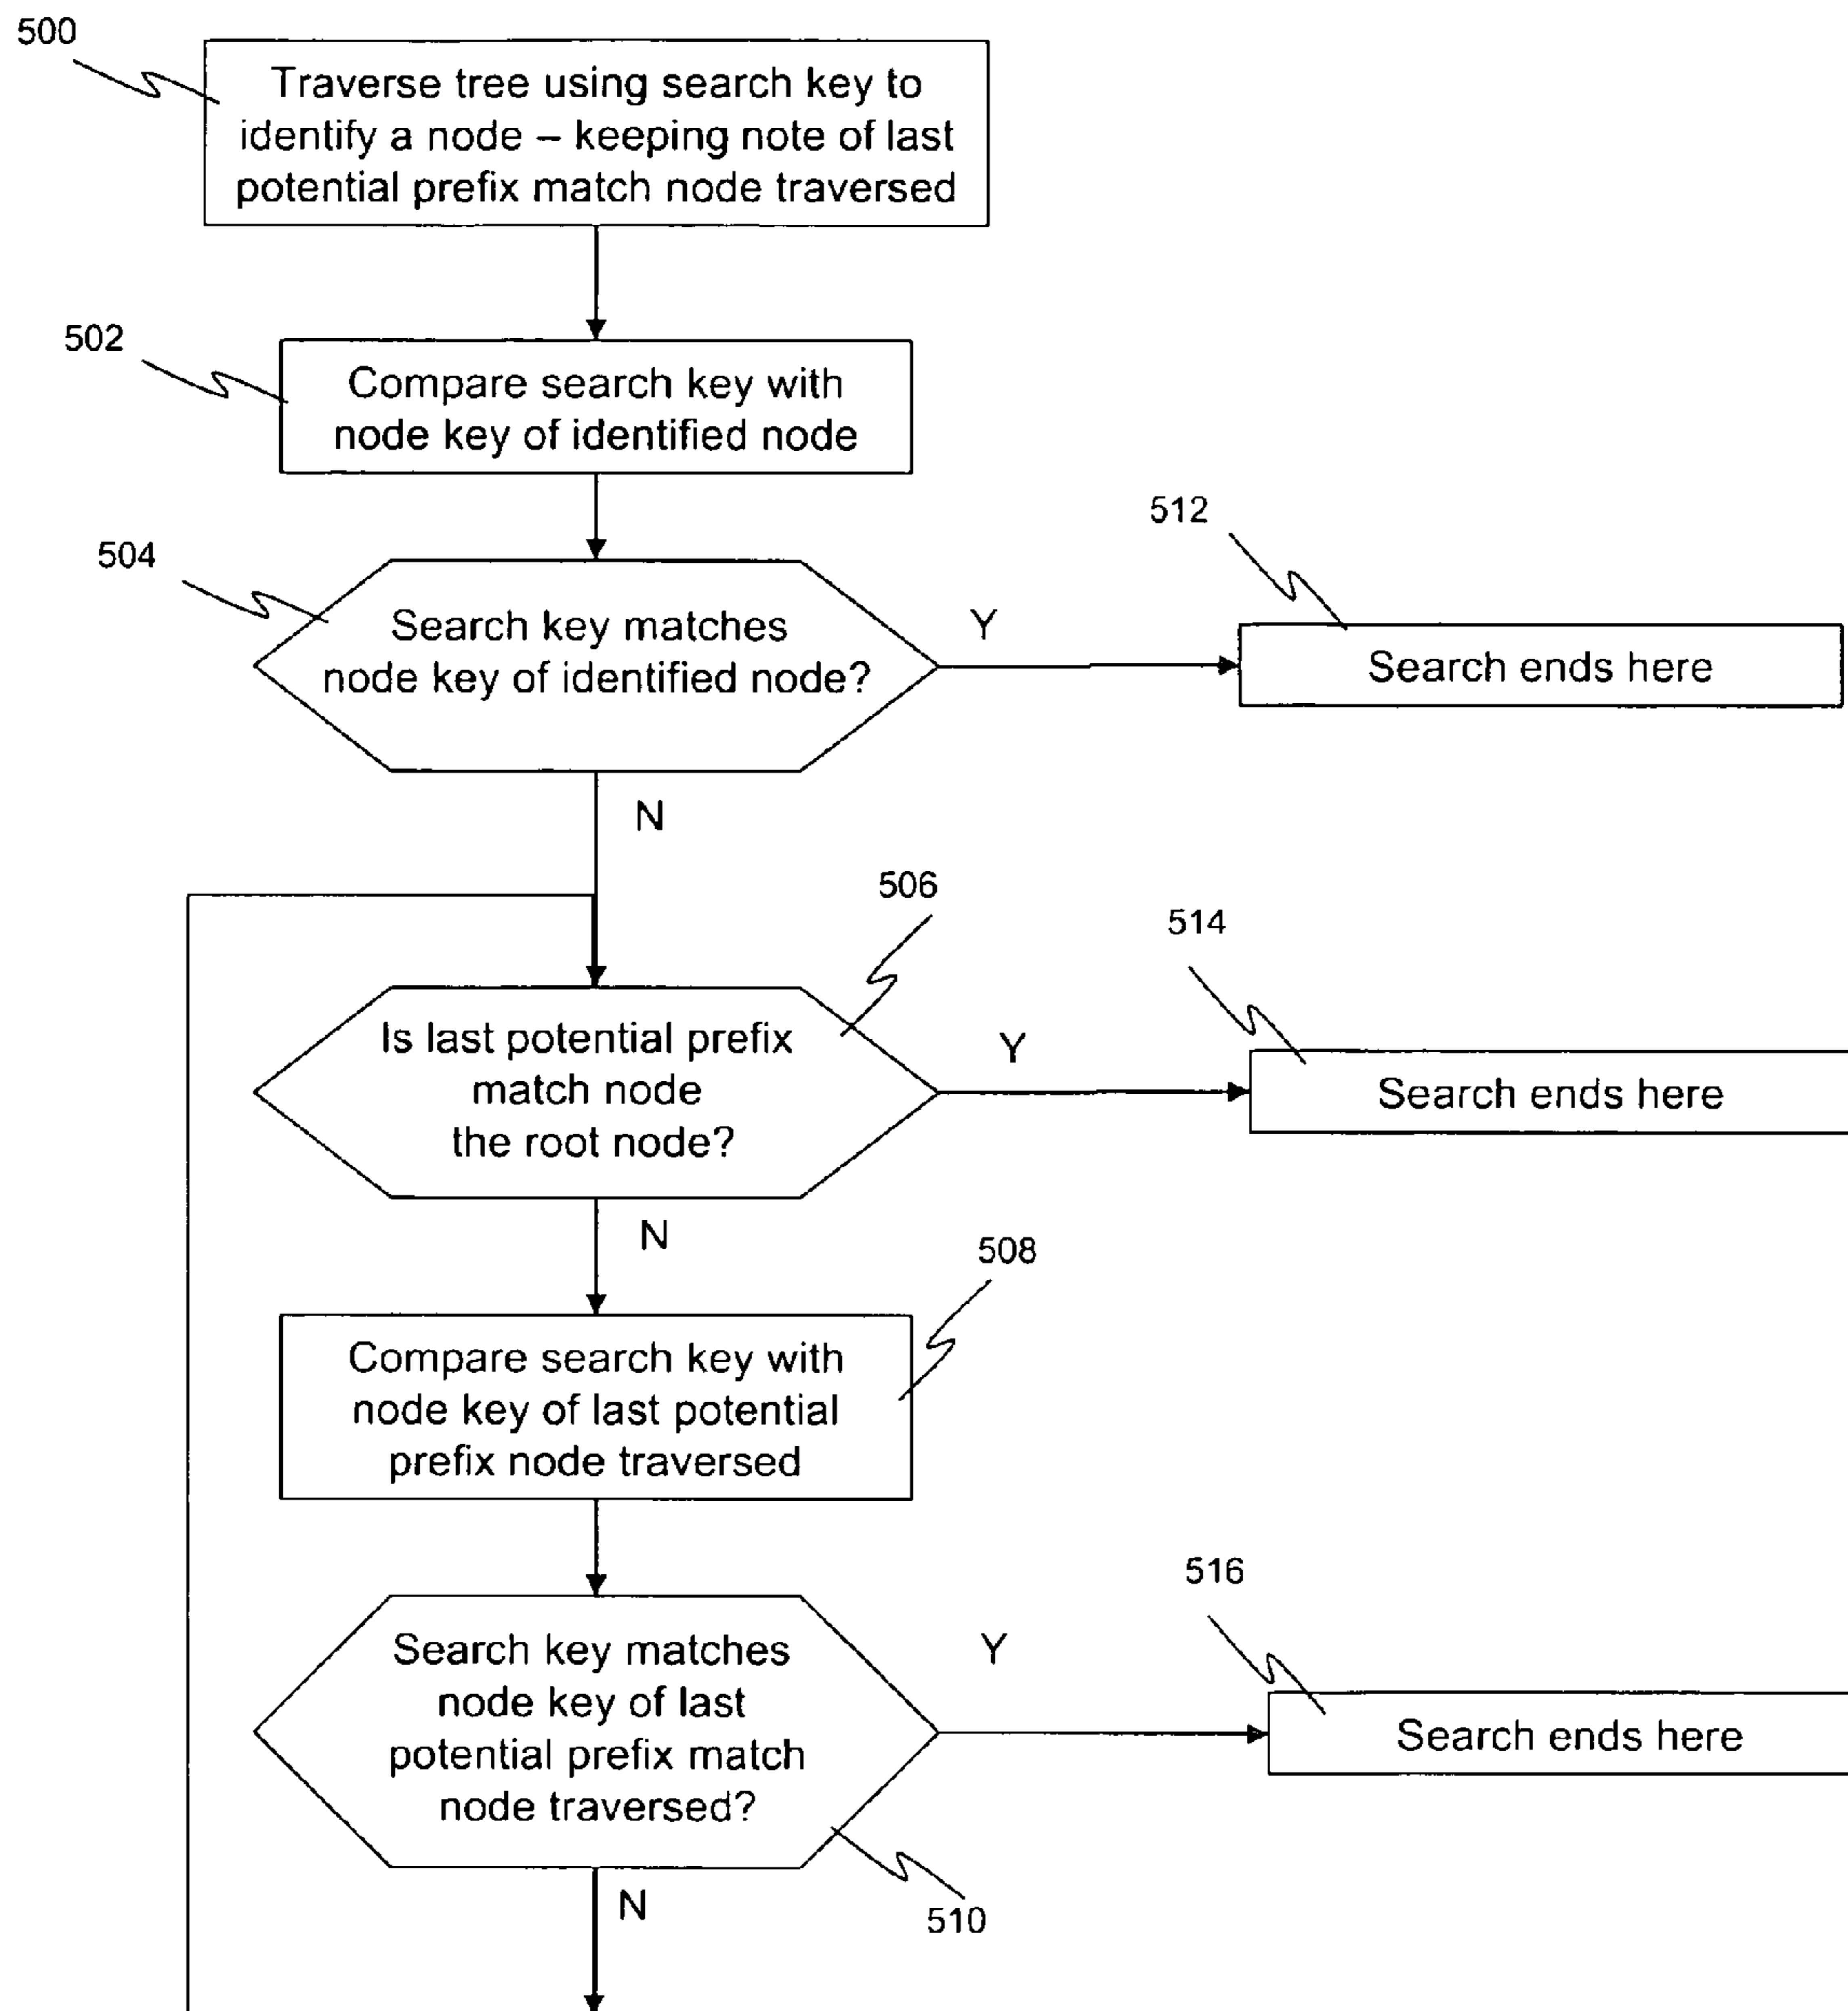 500
Traverse tree using search key to
identify a node – keeping note of last
potential prefix match node traversed
502
Compare search key with
node key of identified node
504
Search key matches
node key of identified node?
Y
512
Search ends here
N
506
Is last potential prefix
match node
the root node?
Y
514
Search ends here
N
508
Compare search key with
node key of last potential
prefix node traversed
Search key matches
node key of last
potential prefix match
node traversed?
510
Y
516
Search ends here
N